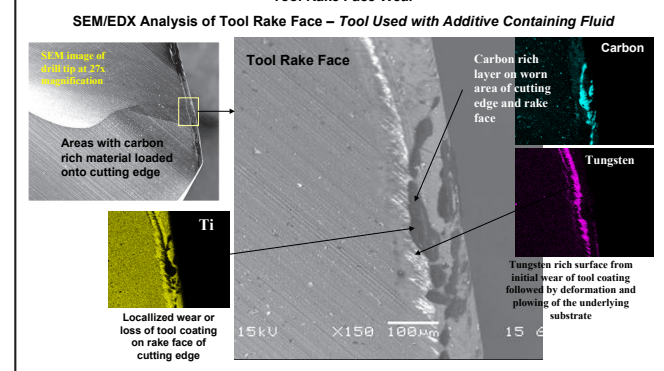 Tool Rake Face Wear
SEM/EDX Analysis of Tool Rake Face – Tool Used with Additive Containing Fluid
SEM image of
drill tip at 27x
magnification
Areas with carbon
rich material loaded
onto cutting edge
Tool Rake Face
Carbon rich
layer on worn
area of cutting
edge and rake
face
Carbon
Tungsten
Tungsten rich surface from
initial wear of tool coating
followed by deformation and
plowing of the underlying
substrate
Ti
Locallized wear or
loss of tool coating
on rake face of
cutting edge
15kV X150 100µm 15